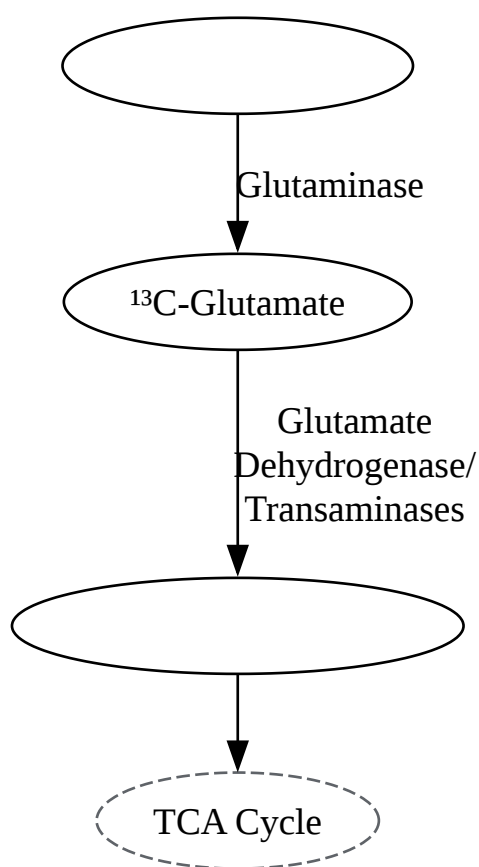 Glutaminase
¹³C-Glutamate
Glutamate
Dehydrogenase/
Transaminases
TCA Cycle